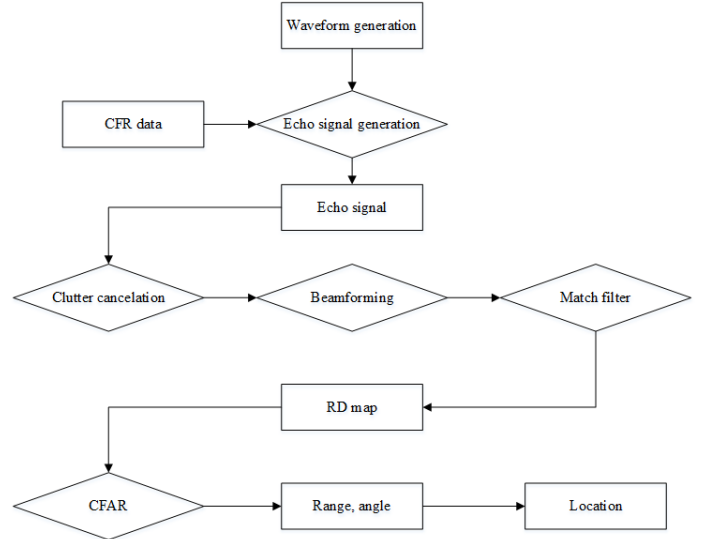 Waveform generation
CFR data
Echo signal generation
Echo signal
Clutter cancelation
Beamforming
Match filter
RD map
CFAR
Range, angle
Location